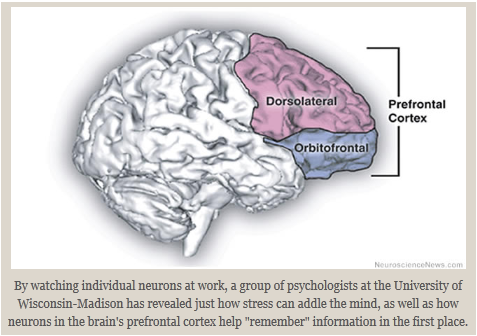 Dorsolateral
Prefrontal
Cortex
Orbitofrontal
NeuroscienceNews.com
By watching individual neurons at work, a group of psychologists at the University of
Wisconsin-Madison has revealed just how stress can addle the mind, as well as how
neurons in the brain's prefrontal cortex help "remember" information in the first place.